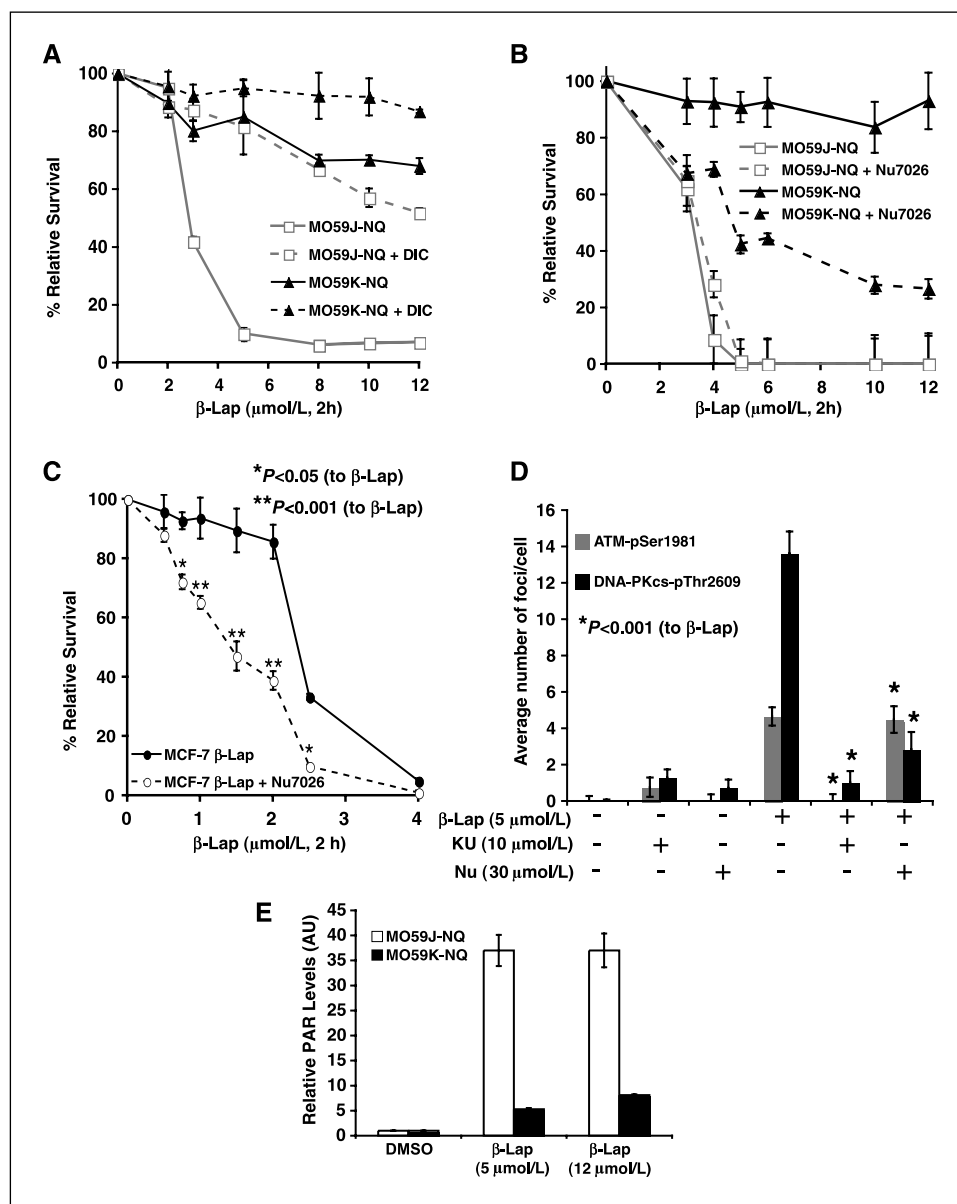 A
100
80
60
40
20
0
% Relative Survival
MO59J-NQ
MO59J-NQ + DIC
MO59K-NQ
MO59K-NQ + DIC
0 2 4 6 8 10 12
β-Lap (μmol/L, 2h)
B
100
80
60
40
20
0
% Relative Survival
MO59J-NQ
MO59J-NQ + Nu7026
MO59K-NQ
MO59K-NQ + Nu7026
0 2 4 6 8 10 12
β-Lap (μmol/L, 2h)
C
*P<0.05 (to β-Lap)
**P<0.001 (to β-Lap)
100
80
60
40
20
0
% Relative Survival
*
**
**
**
*
MCF-7 β-Lap
MCF-7 β-Lap + Nu7026
0 1 2 3 4
β-Lap (μmol/L, 2 h)
D
16
14
12
10
8
6
4
2
0
Average number of foci/cell
ATM-pSer1981
DNA-PKcs-pThr2609
*P<0.001 (to β-Lap)
* * * *
β-Lap (5 μmol/L) - - - + + +
KU (10 μmol/L) - + - - + -
Nu (30 μmol/L) - - + - - +
E
45
40
35
30
25
20
15
10
5
0
Relative PAR Levels (AU)
MO59J-NQ
MO59K-NQ
DMSO β-Lap β-Lap
(5 μmol/L) (12 μmol/L)